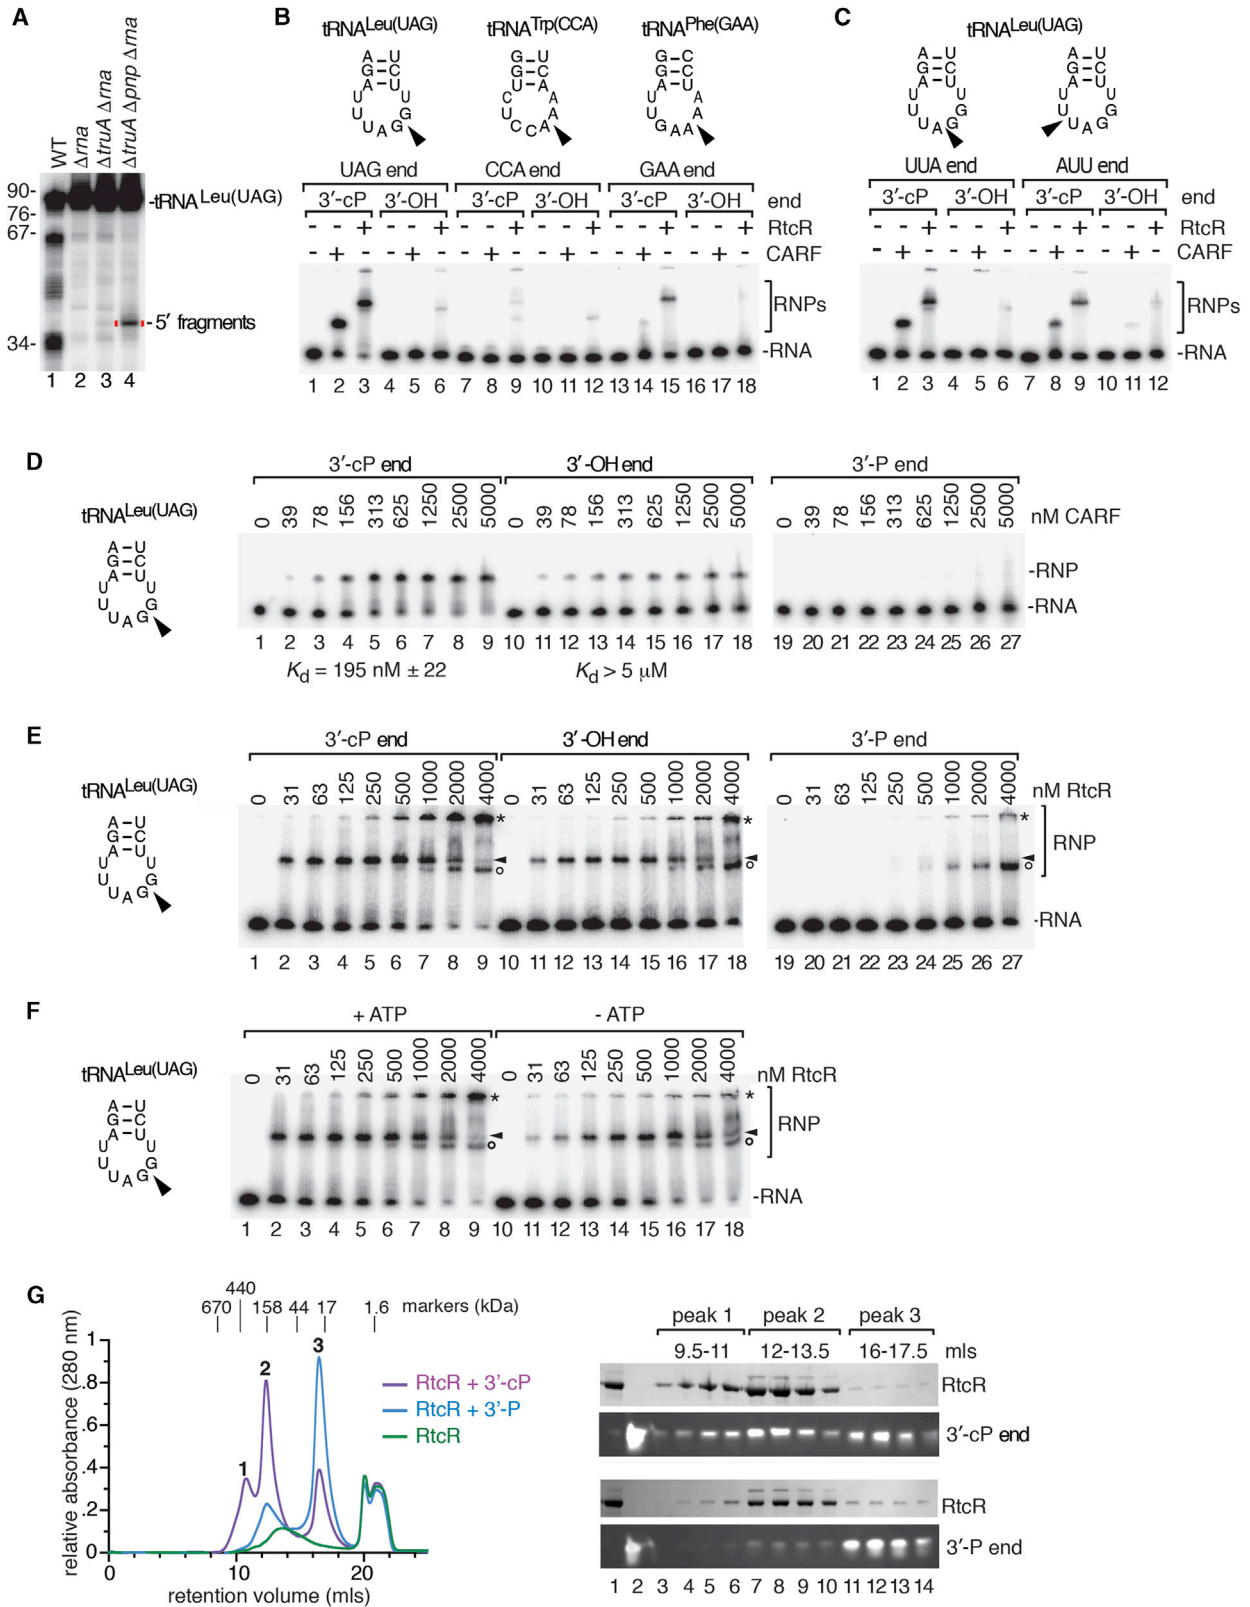 A
WT
Δrna
ΔtruA Δrna
ΔtruA Δpnp Δrna
90-
76-
67-
34-
-tRNALeu(UAG)
- 5′ fragments
1 2 3 4
B
tRNALeu(UAG) tRNATrp(CCA) tRNAPhe(GAA)
A – U
G – C
A U
U U
U G
U A G
G – U
G – C
U A
C A
U A
C C A
G – C
G – C
G U
A A
U A
U A
G A A
UAG end CCA end GAA end
3′-cP 3′-OH 3′-cP 3′-OH 3′-cP 3′-OH end
- - + - - + - - + - - + - - + - - + RtcR
- + - - + - - + - - + - - + - - + - CARF
RNPs
-RNA
1 2 3 4 5 6 7 8 9 10 11 12 13 14 15 16 17 18
C
tRNALeu(UAG)
A – U
G – C
A U
U U
U G
U A G
A – U
G – C
A U
U U
U G
U A G
UUA end AUU end
3′-cP 3′-OH 3′-cP 3′-OH end
- - + - - + - - + - - + RtcR
- + - - + - - + - - + - CARF
RNPs
-RNA
1 2 3 4 5 6 7 8 9 10 11 12
D
3′-cP end 3′-OH end 3′-P end
tRNALeu(UAG)
A – U
G – C
A U
U U
U G
U A G
0 39 78 156 313 625 1250 2500 5000 0 39 78 156 313 625 1250 2500 5000 0 39 78 156 313 625 1250 2500 5000 nM CARF
-RNP
-RNA
1 2 3 4 5 6 7 8 9 10 11 12 13 14 15 16 17 18 19 20 21 22 23 24 25 26 27
Kd = 195 nM ± 22 Kd > 5 μM
E
3′-cP end 3′-OH end 3′-P end
tRNALeu(UAG)
A – U
G – C
A U
U U
U G
U A G
0 31 63 125 250 500 1000 2000 4000 0 31 63 125 250 500 1000 2000 4000 0 31 63 125 250 500 1000 2000 4000 nM RtcR
* * *
RNP
-RNA
1 2 3 4 5 6 7 8 9 10 11 12 13 14 15 16 17 18 19 20 21 22 23 24 25 26 27
F
+ ATP - ATP
tRNALeu(UAG)
A – U
G – C
A U
U U
U G
U A G
0 31 63 125 250 500 1000 2000 4000 0 31 63 125 250 500 1000 2000 4000 nM RtcR
* *
RNP
-RNA
1 2 3 4 5 6 7 8 9 10 11 12 13 14 15 16 17 18
G
440
670 158 44 17 1.6 markers (kDa)
relative absorbance (280 nm)
1
.8
.6
.4
.2
0
1 2 3
RtcR + 3′-cP
RtcR + 3′-P
RtcR
0 10 20
retention volume (mls)
peak 1 peak 2 peak 3
9.5-11 12-13.5 16-17.5 mls
RtcR
3′-cP end
RtcR
3′-P end
1 2 3 4 5 6 7 8 9 10 11 12 13 14